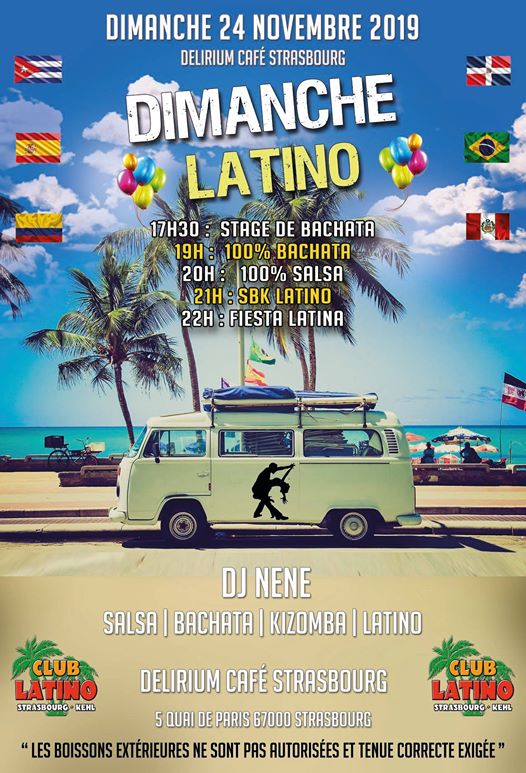 DIMANCHE 24 NOVEMBRE 2019
DELIRIUM CAFÉ STRASBOURG
DIMANCHE
LATINO
17H30 : STAGE DE BACHATA
19H : 100% BACHATA
20H : 100% SALSA
21H : SBK LATINO
22H : FIESTA LATINA
DJ NENE
SALSA | BACHATA | KIZOMBA | LATINO
CLUB
LATINO
STRASBOURG - KEHL
DELIRIUM CAFÉ STRASBOURG
5 QUAI DE PARIS 67000 STRASBOURG
CLUB
LATINO
STRASBOURG - KEHL
“ LES BOISSONS EXTÉRIEURES NE SONT PAS AUTORISÉES ET TENUE CORRECTE EXIGÉE ”